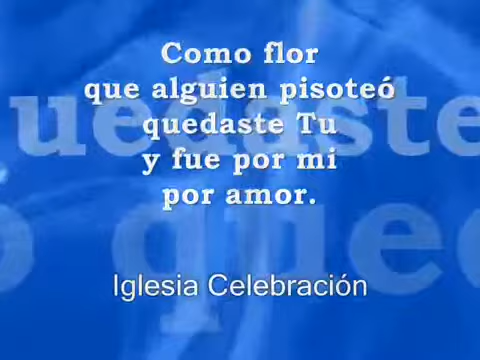 Como flor
que alguien pisoteó
quedaste Tu
y fue por mi
por amor.
Iglesia Celebración